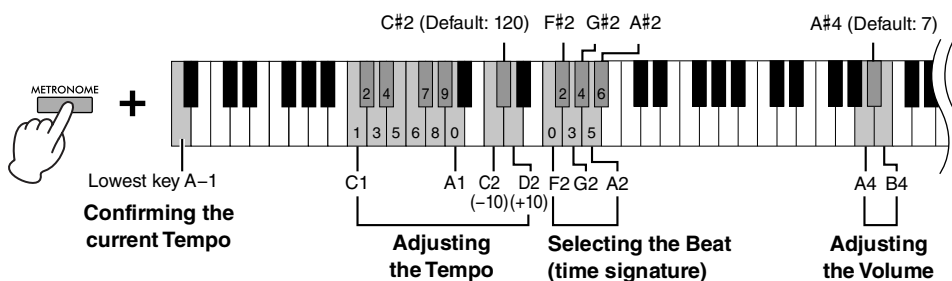 C♯2 (Default: 120) F♯2 G♯2 A♯2 A♯4 (Default: 7)
METRONOME
+
2 4 7 9 2 4 6
1 3 5 6 8 0 0 3 5
Lowest key A–1 C1 A1 C2 D2 F2 G2 A2 A4 B4
(–10) (+10)
Confirming the
current Tempo
Adjusting
the Tempo
Selecting the Beat
(time signature)
Adjusting
the Volume